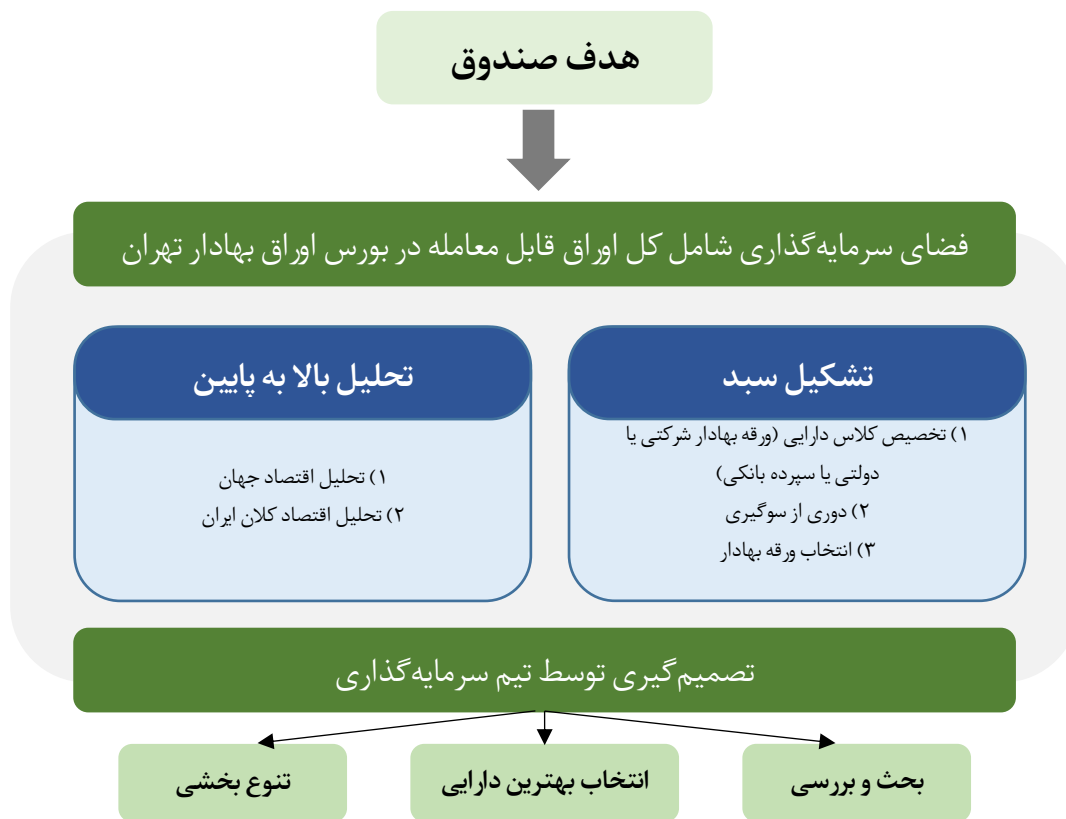 هدف صندوق
فضای سرمایه‌گذاری شامل کل اوراق قابل معامله در بورس اوراق بهادار تهران
تشکیل سبد
۱) تخصیص کلاس دارایی (ورقه بهادار شرکتی یا
دولتی یا سپرده بانکی)
۲) دوری از سوگیری
۳) انتخاب ورقه بهادار
تحلیل بالا به پایین
۱) تحلیل اقتصاد جهان
۲) تحلیل اقتصاد کلان ایران
تصمیم‌گیری توسط تیم سرمایه‌گذاری
بحث و بررسی
انتخاب بهترین دارایی
تنوع بخشی